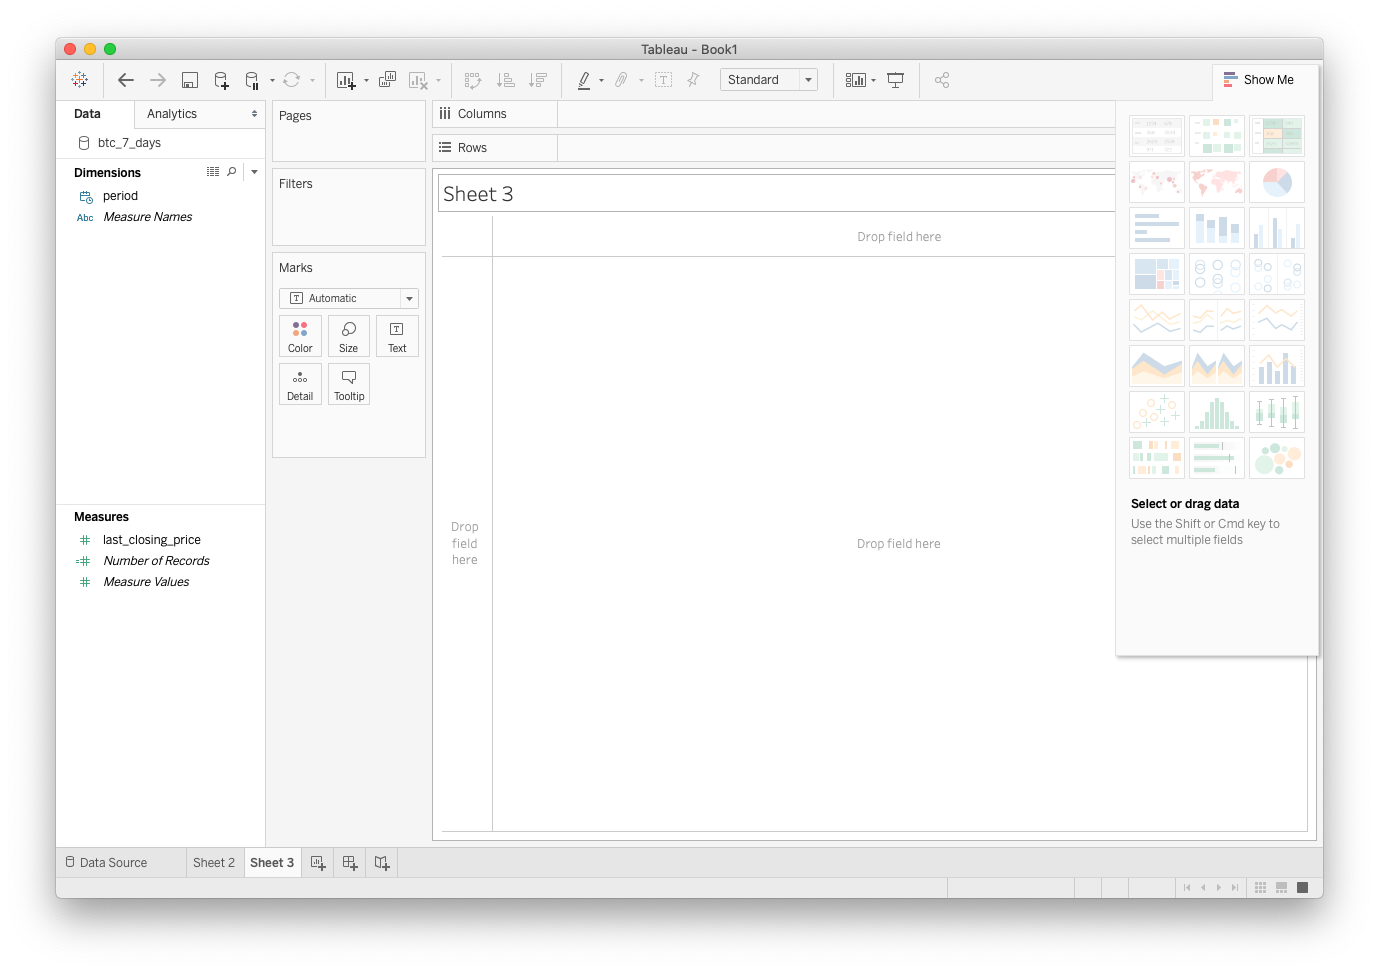 Tableau - Book1
Standard
Show Me
Data
Analytics
btc_7_days
Dimensions
period
Abc Measure Names
Measures
last_closing_price
Number of Records
Measure Values
Pages
Filters
Marks
Automatic
Color
Size
Text
Detail
Tooltip
Columns
Rows
Sheet 3
Drop field here
Drop
field
here
Drop field here
Select or drag data
Use the Shift or Cmd key to
select multiple fields
Data Source
Sheet 2
Sheet 3